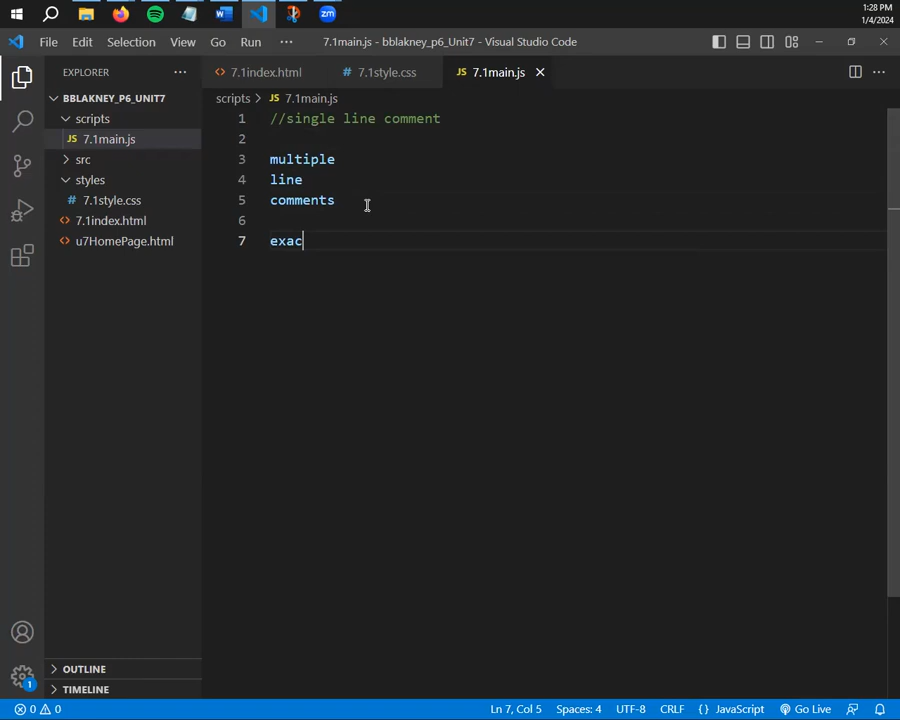 1:28 PM
1/4/2024
File Edit Selection View Go Run ··· 7.1main.js - bblakney_p6_Unit7 - Visual Studio Code
EXPLORER ··· <> 7.1index.html # 7.1style.css JS 7.1main.js
BBLAKNEY_P6_UNIT7
scripts > JS 7.1main.js
scripts
JS 7.1main.js
src
styles
# 7.1style.css
<> 7.1index.html
<> u7HomePage.html
1 //single line comment
2
3 multiple
4 line
5 comments
6
7 exac
OUTLINE
TIMELINE
1
0 0 Ln 7, Col 5 Spaces: 4 UTF-8 CRLF {} JavaScript Go Live